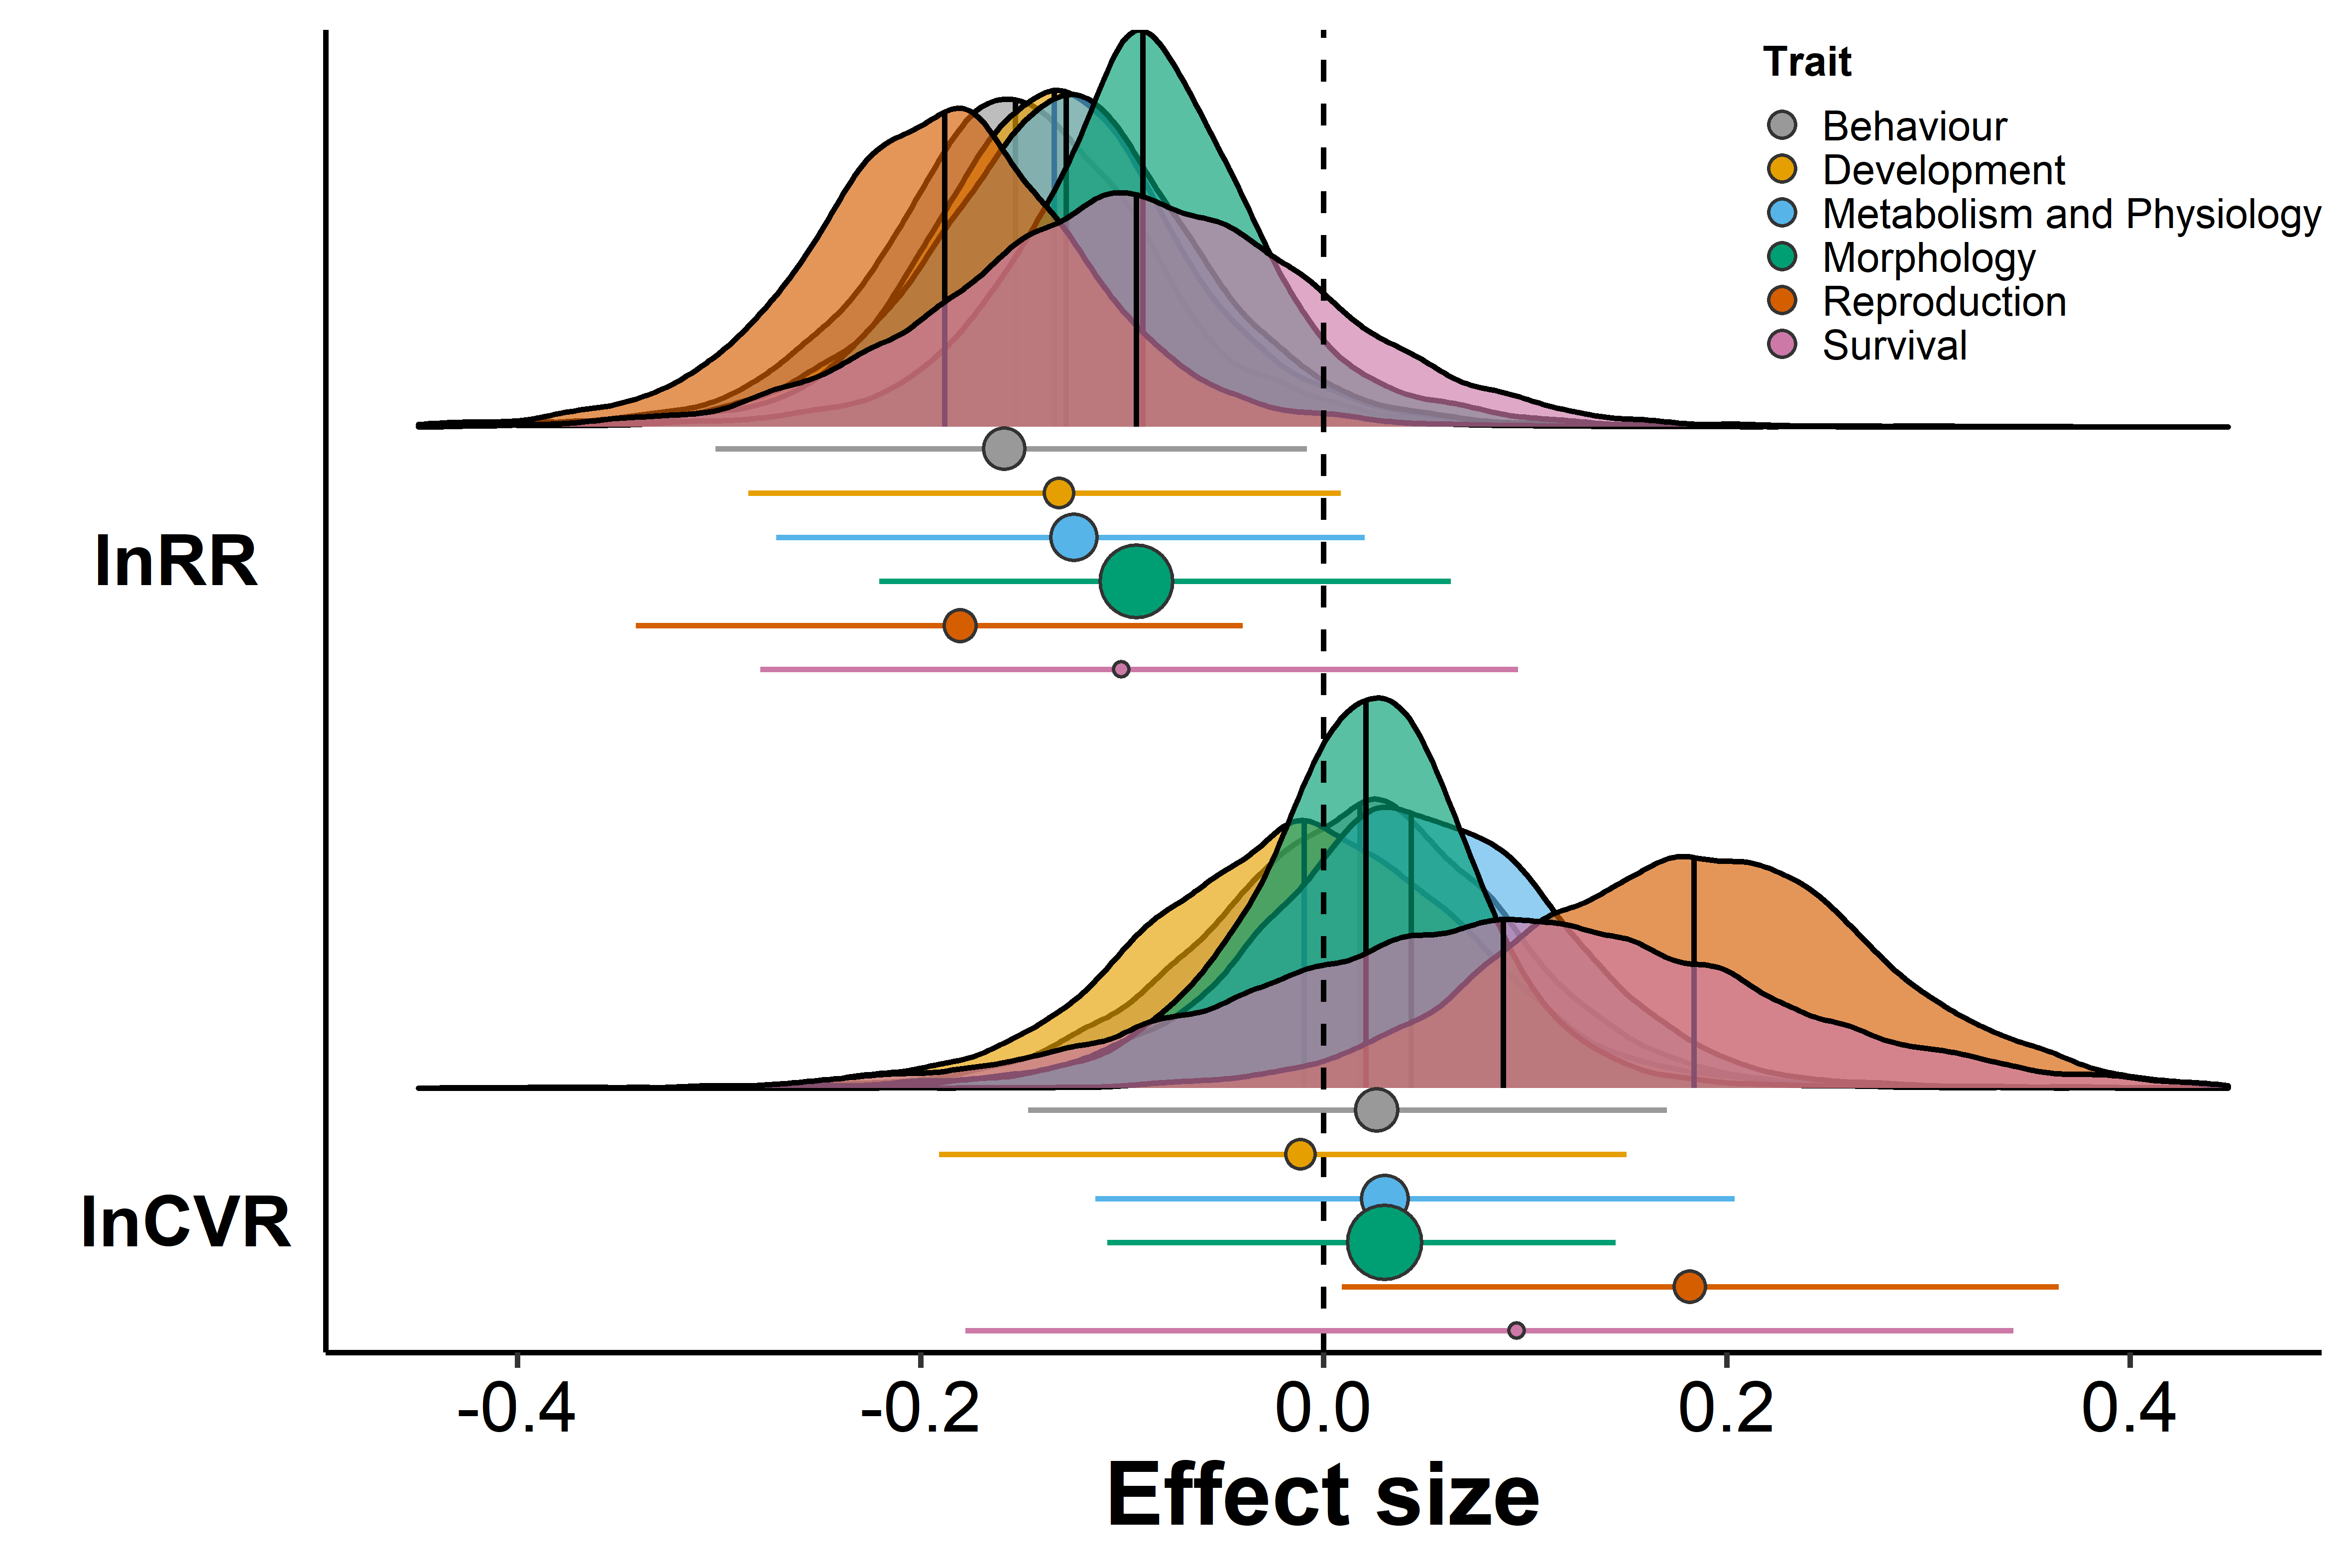 Trait
Behaviour
Development
Metabolism and Physiology
Morphology
Reproduction
Survival
lnRR
lnCVR
-0.4 -0.2 0.0 0.2 0.4
Effect size